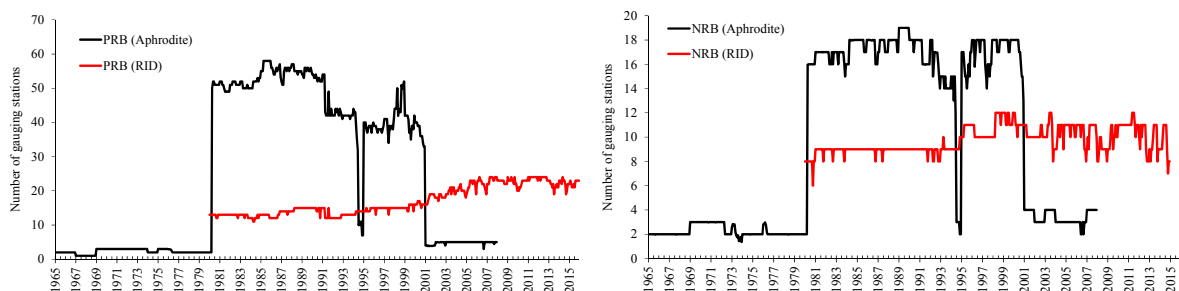 Number of gauging stations
70
60
50
40
30
20
10
0
PRB (Aphrodite)
PRB (RID)
1965 1967 1969 1971 1973 1975 1977 1979 1981 1983 1985 1987 1989 1991 1993 1995 1997 1999 2001 2003 2005 2007 2009 2011 2013 2015
Number of gauging stations
20
18
16
14
12
10
8
6
4
2
0
NRB (Aphrodite)
NRB (RID)
1965 1967 1969 1971 1973 1975 1977 1979 1981 1983 1985 1987 1989 1991 1993 1995 1997 1999 2001 2003 2005 2007 2009 2011 2013 2015